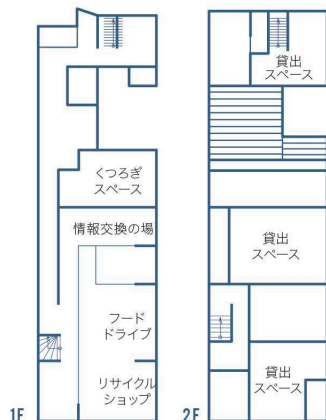 くつろぎ
スペース
情報交換の場
フード
ドライブ
リサイクル
ショップ
1F
貸出
スペース
貸出
スペース
貸出
スペース
2F